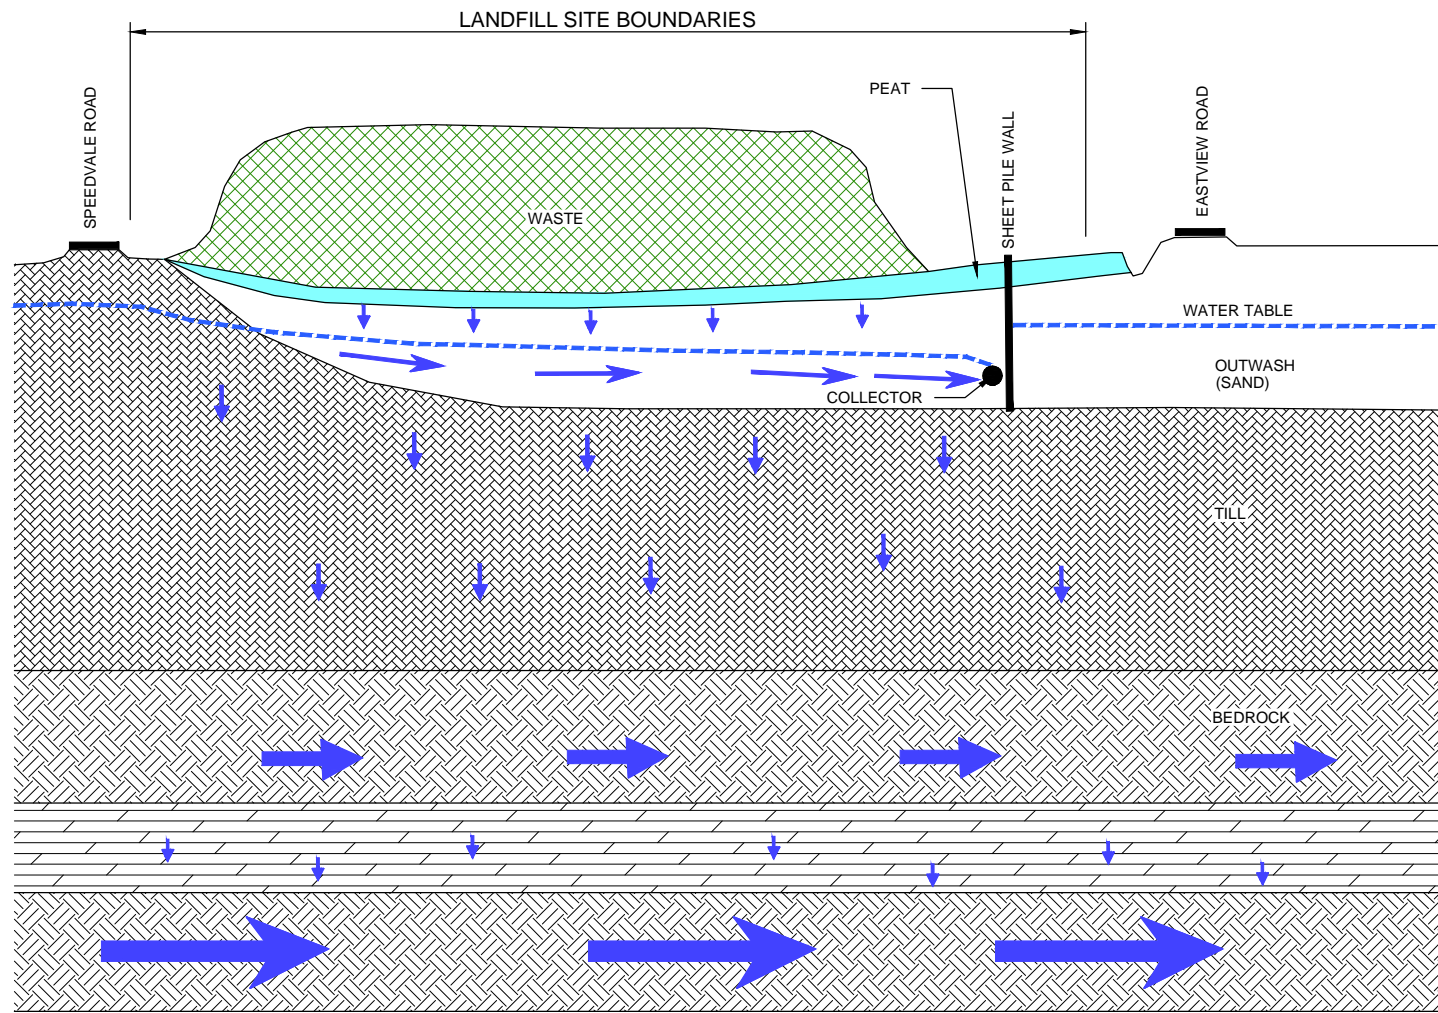 LANDFILL SITE BOUNDARIES
SPEEDVALE ROAD
PEAT
SHEET PILE WALL
EASTVIEW ROAD
WASTE
WATER TABLE
OUTWASH
(SAND)
COLLECTOR
TILL
BEDROCK